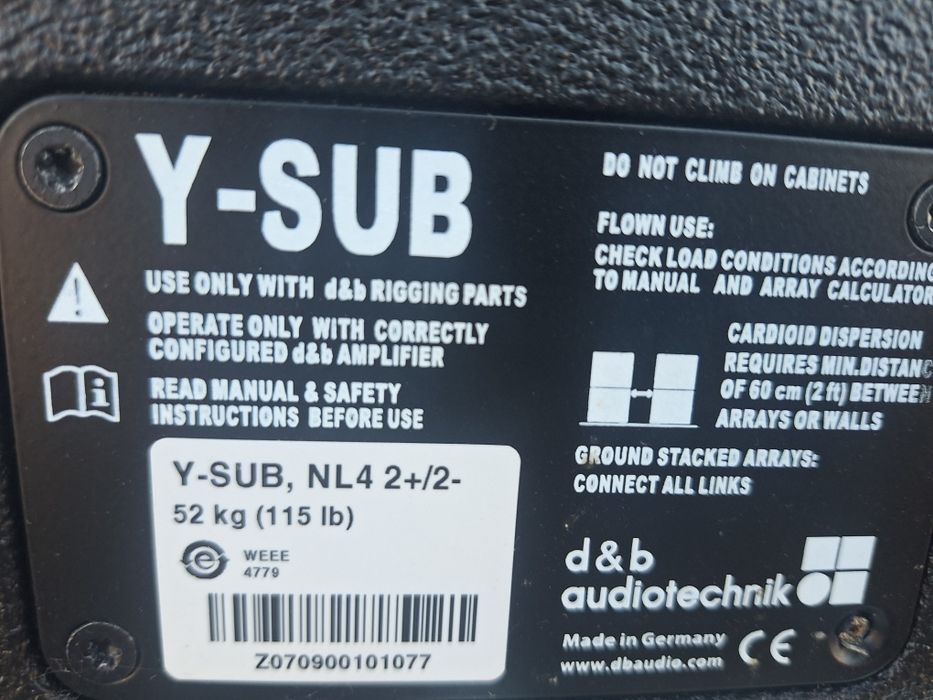 Y-SUB
USE ONLY WITH d&b RIGGING PARTS
OPERATE ONLY WITH CORRECTLY
CONFIGURED d&b AMPLIFIER
READ MANUAL & SAFETY
INSTRUCTIONS BEFORE USE
Y-SUB, NL4 2+/2-
52 kg (115 lb)
WEEE
4779
Z070900101077
DO NOT CLIMB ON CABINETS
FLOWN USE:
CHECK LOAD CONDITIONS ACCORDING
TO MANUAL AND ARRAY CALCULATOR
CARDIOID DISPERSION
REQUIRES MIN.DISTANC
OF 60 cm (2 ft) BETWEEN
ARRAYS OR WALLS
GROUND STACKED ARRAYS:
CONNECT ALL LINKS
d&b
audiotechnik
Made in Germany CE
www.dbaudio.com